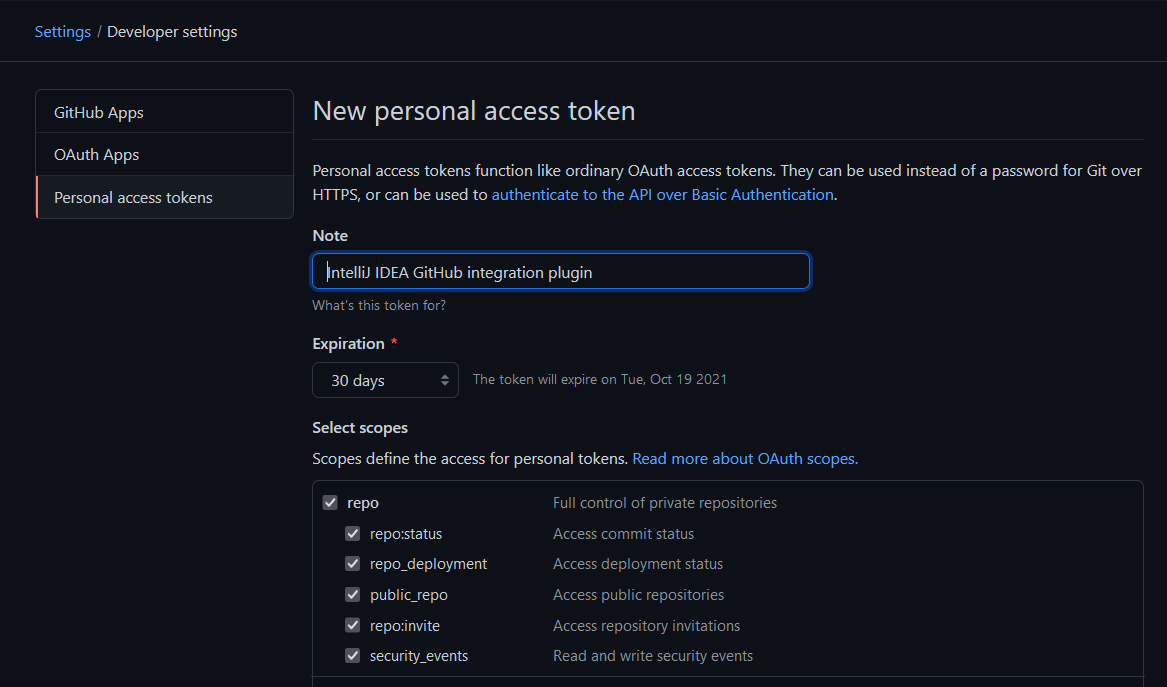 Settings / Developer settings
GitHub Apps
OAuth Apps
Personal access tokens
New personal access token
Personal access tokens function like ordinary OAuth access tokens. They can be used instead of a password for Git over
HTTPS, or can be used to authenticate to the API over Basic Authentication.
Note
IntelliJ IDEA GitHub integration plugin
What's this token for?
Expiration *
30 days The token will expire on Tue, Oct 19 2021
Select scopes
Scopes define the access for personal tokens. Read more about OAuth scopes.
repo Full control of private repositories
repo:status Access commit status
repo_deployment Access deployment status
public_repo Access public repositories
repo:invite Access repository invitations
security_events Read and write security events